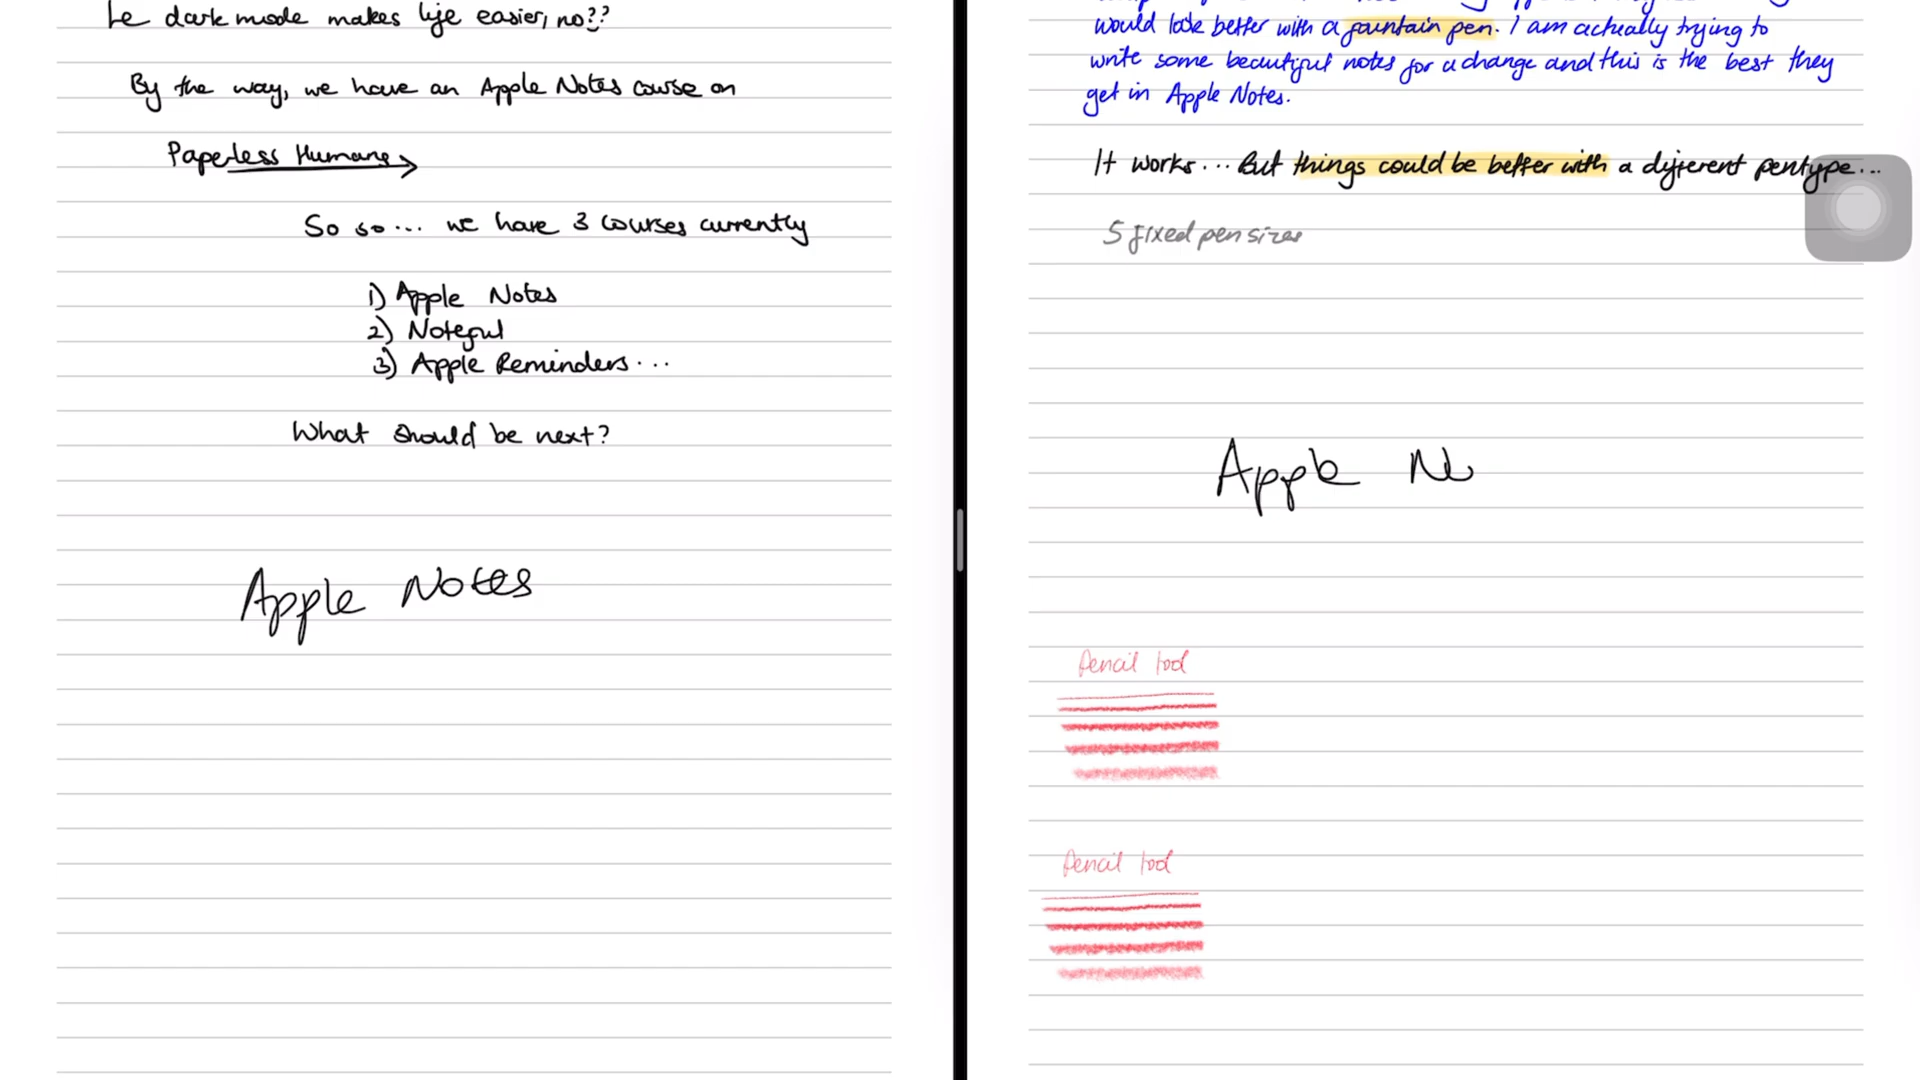 Le dark mode makes life easier, no??
By the way, we have an Apple Notes course on
Paperless Humans
So so... we have 3 courses currently
1) Apple Notes
2) Noteful
3) Apple Reminders...
What should be next?
Apple Notes
would look better with a fountain pen. I am actually trying to
write some beautiful notes for a change and this is the best they
get in Apple Notes.
It works... But things could be better with a different pentype...
5 fixed pen sizes
Apple No
Pencil tool
Pencil tool